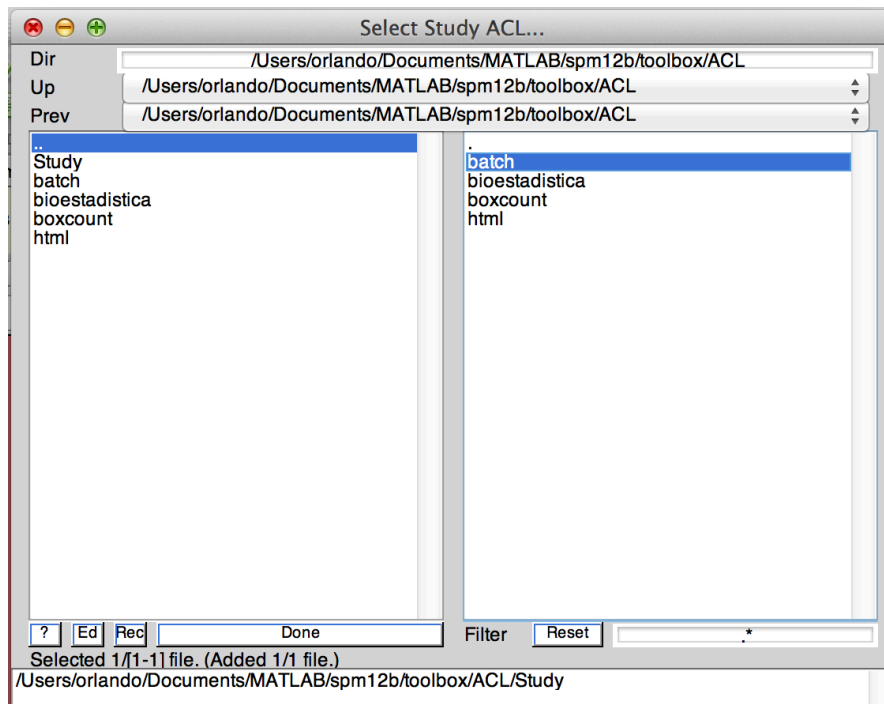 Select Study ACL...
Dir /Users/orlando/Documents/MATLAB/spm12b/toolbox/ACL
Up /Users/orlando/Documents/MATLAB/spm12b/toolbox/ACL
Prev /Users/orlando/Documents/MATLAB/spm12b/toolbox/ACL
..
Study
batch
bioestadistica
boxcount
html
.
batch
bioestadistica
boxcount
html
? Ed Rec Done Filter Reset .*
Selected 1/[1-1] file. (Added 1/1 file.)
/Users/orlando/Documents/MATLAB/spm12b/toolbox/ACL/Study